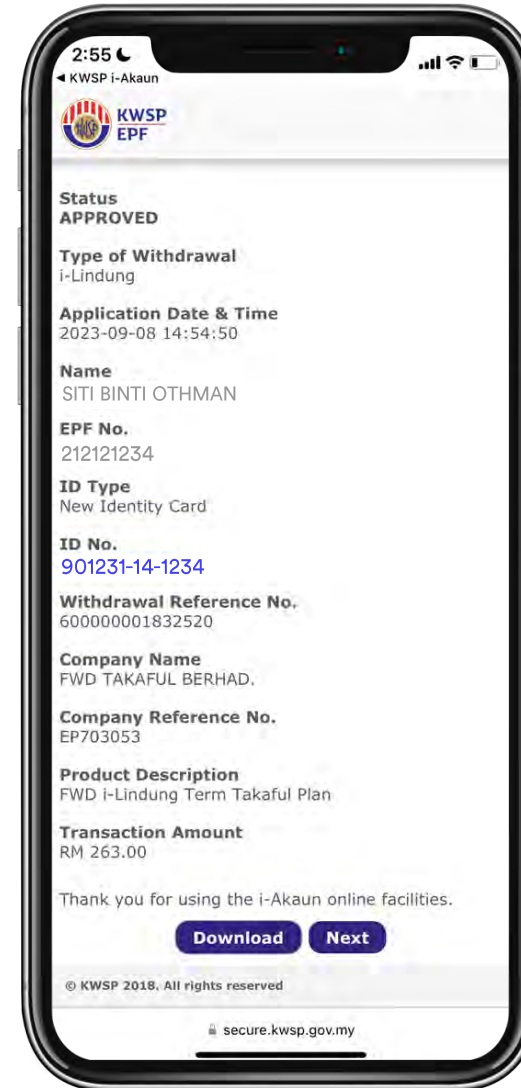 2:55
◀ KWSP i-Akaun
KWSP
EPF
Status
APPROVED
Type of Withdrawal
i-Lindung
Application Date & Time
2023-09-08 14:54:50
Name
SITI BINTI OTHMAN
EPF No.
212121234
ID Type
New Identity Card
ID No.
901231-14-1234
Withdrawal Reference No.
600000001832520
Company Name
FWD TAKAFUL BERHAD.
Company Reference No.
EP703053
Product Description
FWD i-Lindung Term Takaful Plan
Transaction Amount
RM 263.00
Thank you for using the i-Akaun online facilities.
Download Next
© KWSP 2018. All rights reserved
secure.kwsp.gov.my